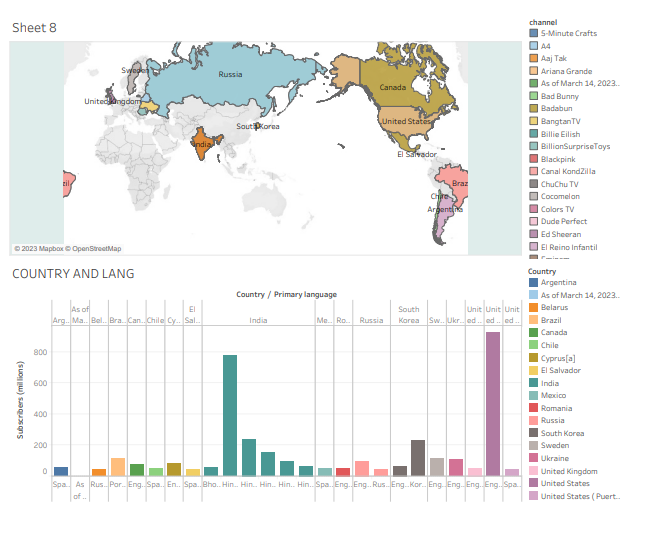 Sheet 8
channel
5-Minute Crafts
A4
Aaj Tak
Ariana Grande
As of March 14, 2023..
Bad Bunny
Badabun
BangtanTV
Billie Eilish
BillionSurpriseToys
Blackpink
Canal KondZilla
ChuChu TV
Cocomelon
Colors TV
Dude Perfect
Ed Sheeran
El Reino Infantil
Sweden
Russia
United Kingdom
Canada
South Korea
United States
India
El Salvador
zil
Braz
Chile
Argentina
© 2023 Mapbox © OpenStreetMap
COUNTRY AND LANG
Country / Primary language
Arg.. As of Ma.. Bel.. Bra.. Can.. Chile Cy.. El Sal.. India Me.. Ro.. Russia South Korea Sw.. Ukr.. Unit ed .. Unit ed .. Unit ed ..
Subscribers (millions)
800
600
400
200
0
Spa.. As of .. Rus.. Por.. Eng.. Spa.. En.. Spa.. Bho.. Hin.. Hin.. Hin.. Hin.. Hin.. Spa.. Eng.. Eng.. Rus.. Eng.. Kor.. Eng.. Eng.. Eng.. Eng.. Spa..
Country
Argentina
As of March 14, 2023..
Belarus
Brazil
Canada
Chile
Cyprus[a]
El Salvador
India
Mexico
Romania
Russia
South Korea
Sweden
Ukraine
United Kingdom
United States
United States ( Puert..